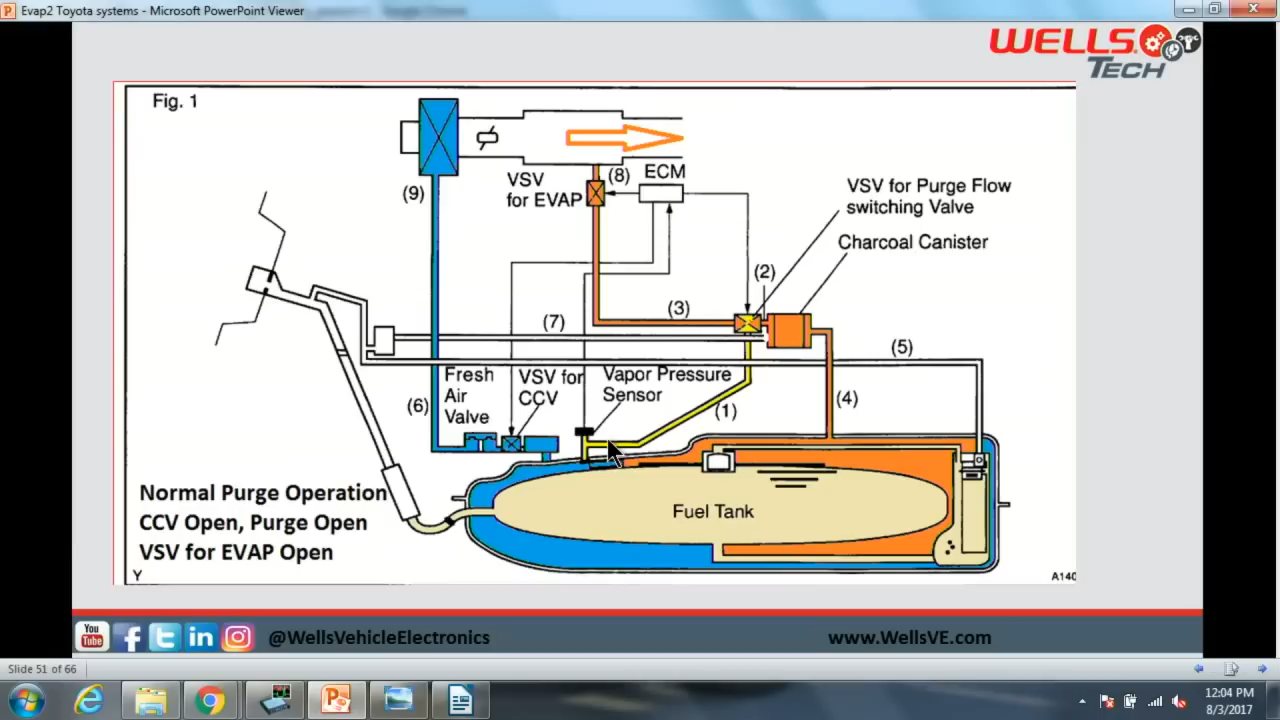 Evap2 Toyota systems - Microsoft PowerPoint Viewer
WELLS
TECH
Fig. 1
(9)
VSV
for EVAP
(8)
ECM
VSV for Purge Flow
switching Valve
Charcoal Canister
(2)
(3)
(7)
(5)
Fresh
Air
Valve
VSV for
CCV
Vapor Pressure
Sensor
(1)
(6)
(4)
Normal Purge Operation
CCV Open, Purge Open
VSV for EVAP Open
Fuel Tank
Y
A140
You
Tube
@WellsVehicleElectronics
www.WellsVE.com
Slide 51 of 66
12:04 PM
8/3/2017